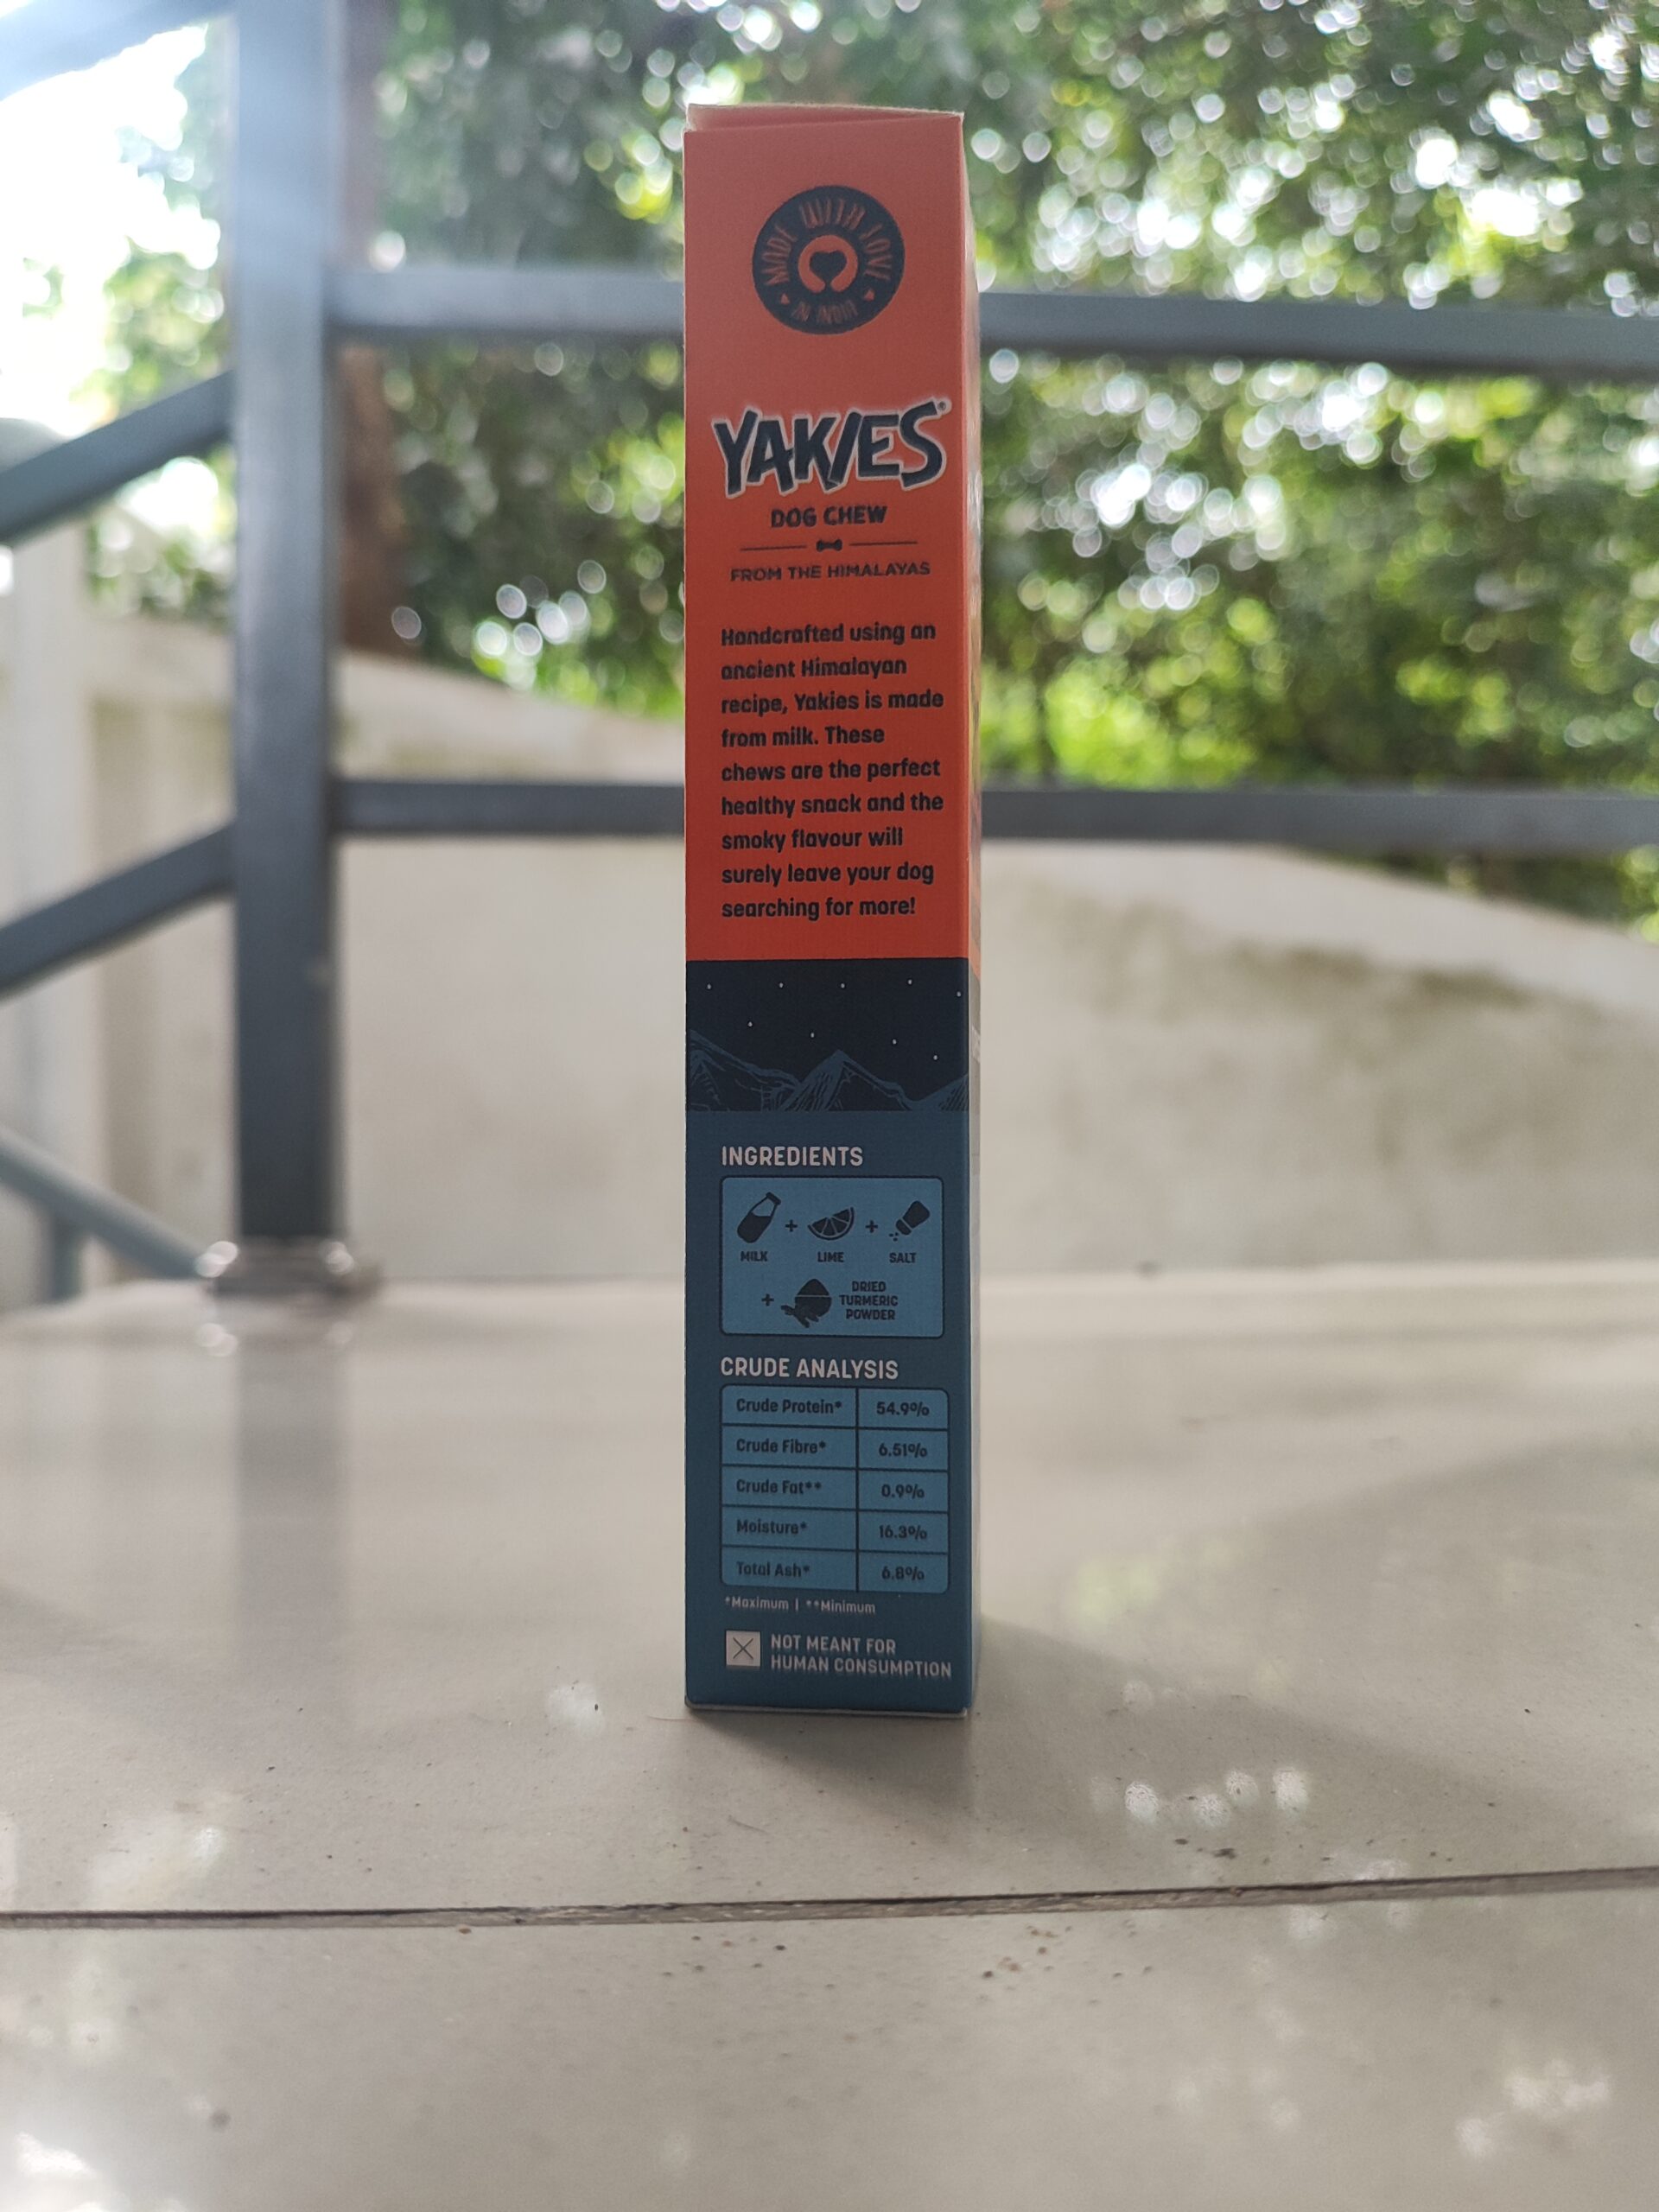 MADE WITH LOVE
IN INDIA
YAKIES®
DOG CHEW
FROM THE HIMALAYAS
Handcrafted using an
ancient Himalayan
recipe, Yakies is made
from milk. These
chews are the perfect
healthy snack and the
smoky flavour will
surely leave your dog
searching for more!
INGREDIENTS
MILK + LIME + SALT
+ DRIED
TURMERIC
POWDER
CRUDE ANALYSIS
Crude Protein* 54.9%
Crude Fibre* 6.51%
Crude Fat** 0.9%
Moisture* 16.3%
Total Ash* 6.8%
*Maximum | **Minimum
NOT MEANT FOR
HUMAN CONSUMPTION